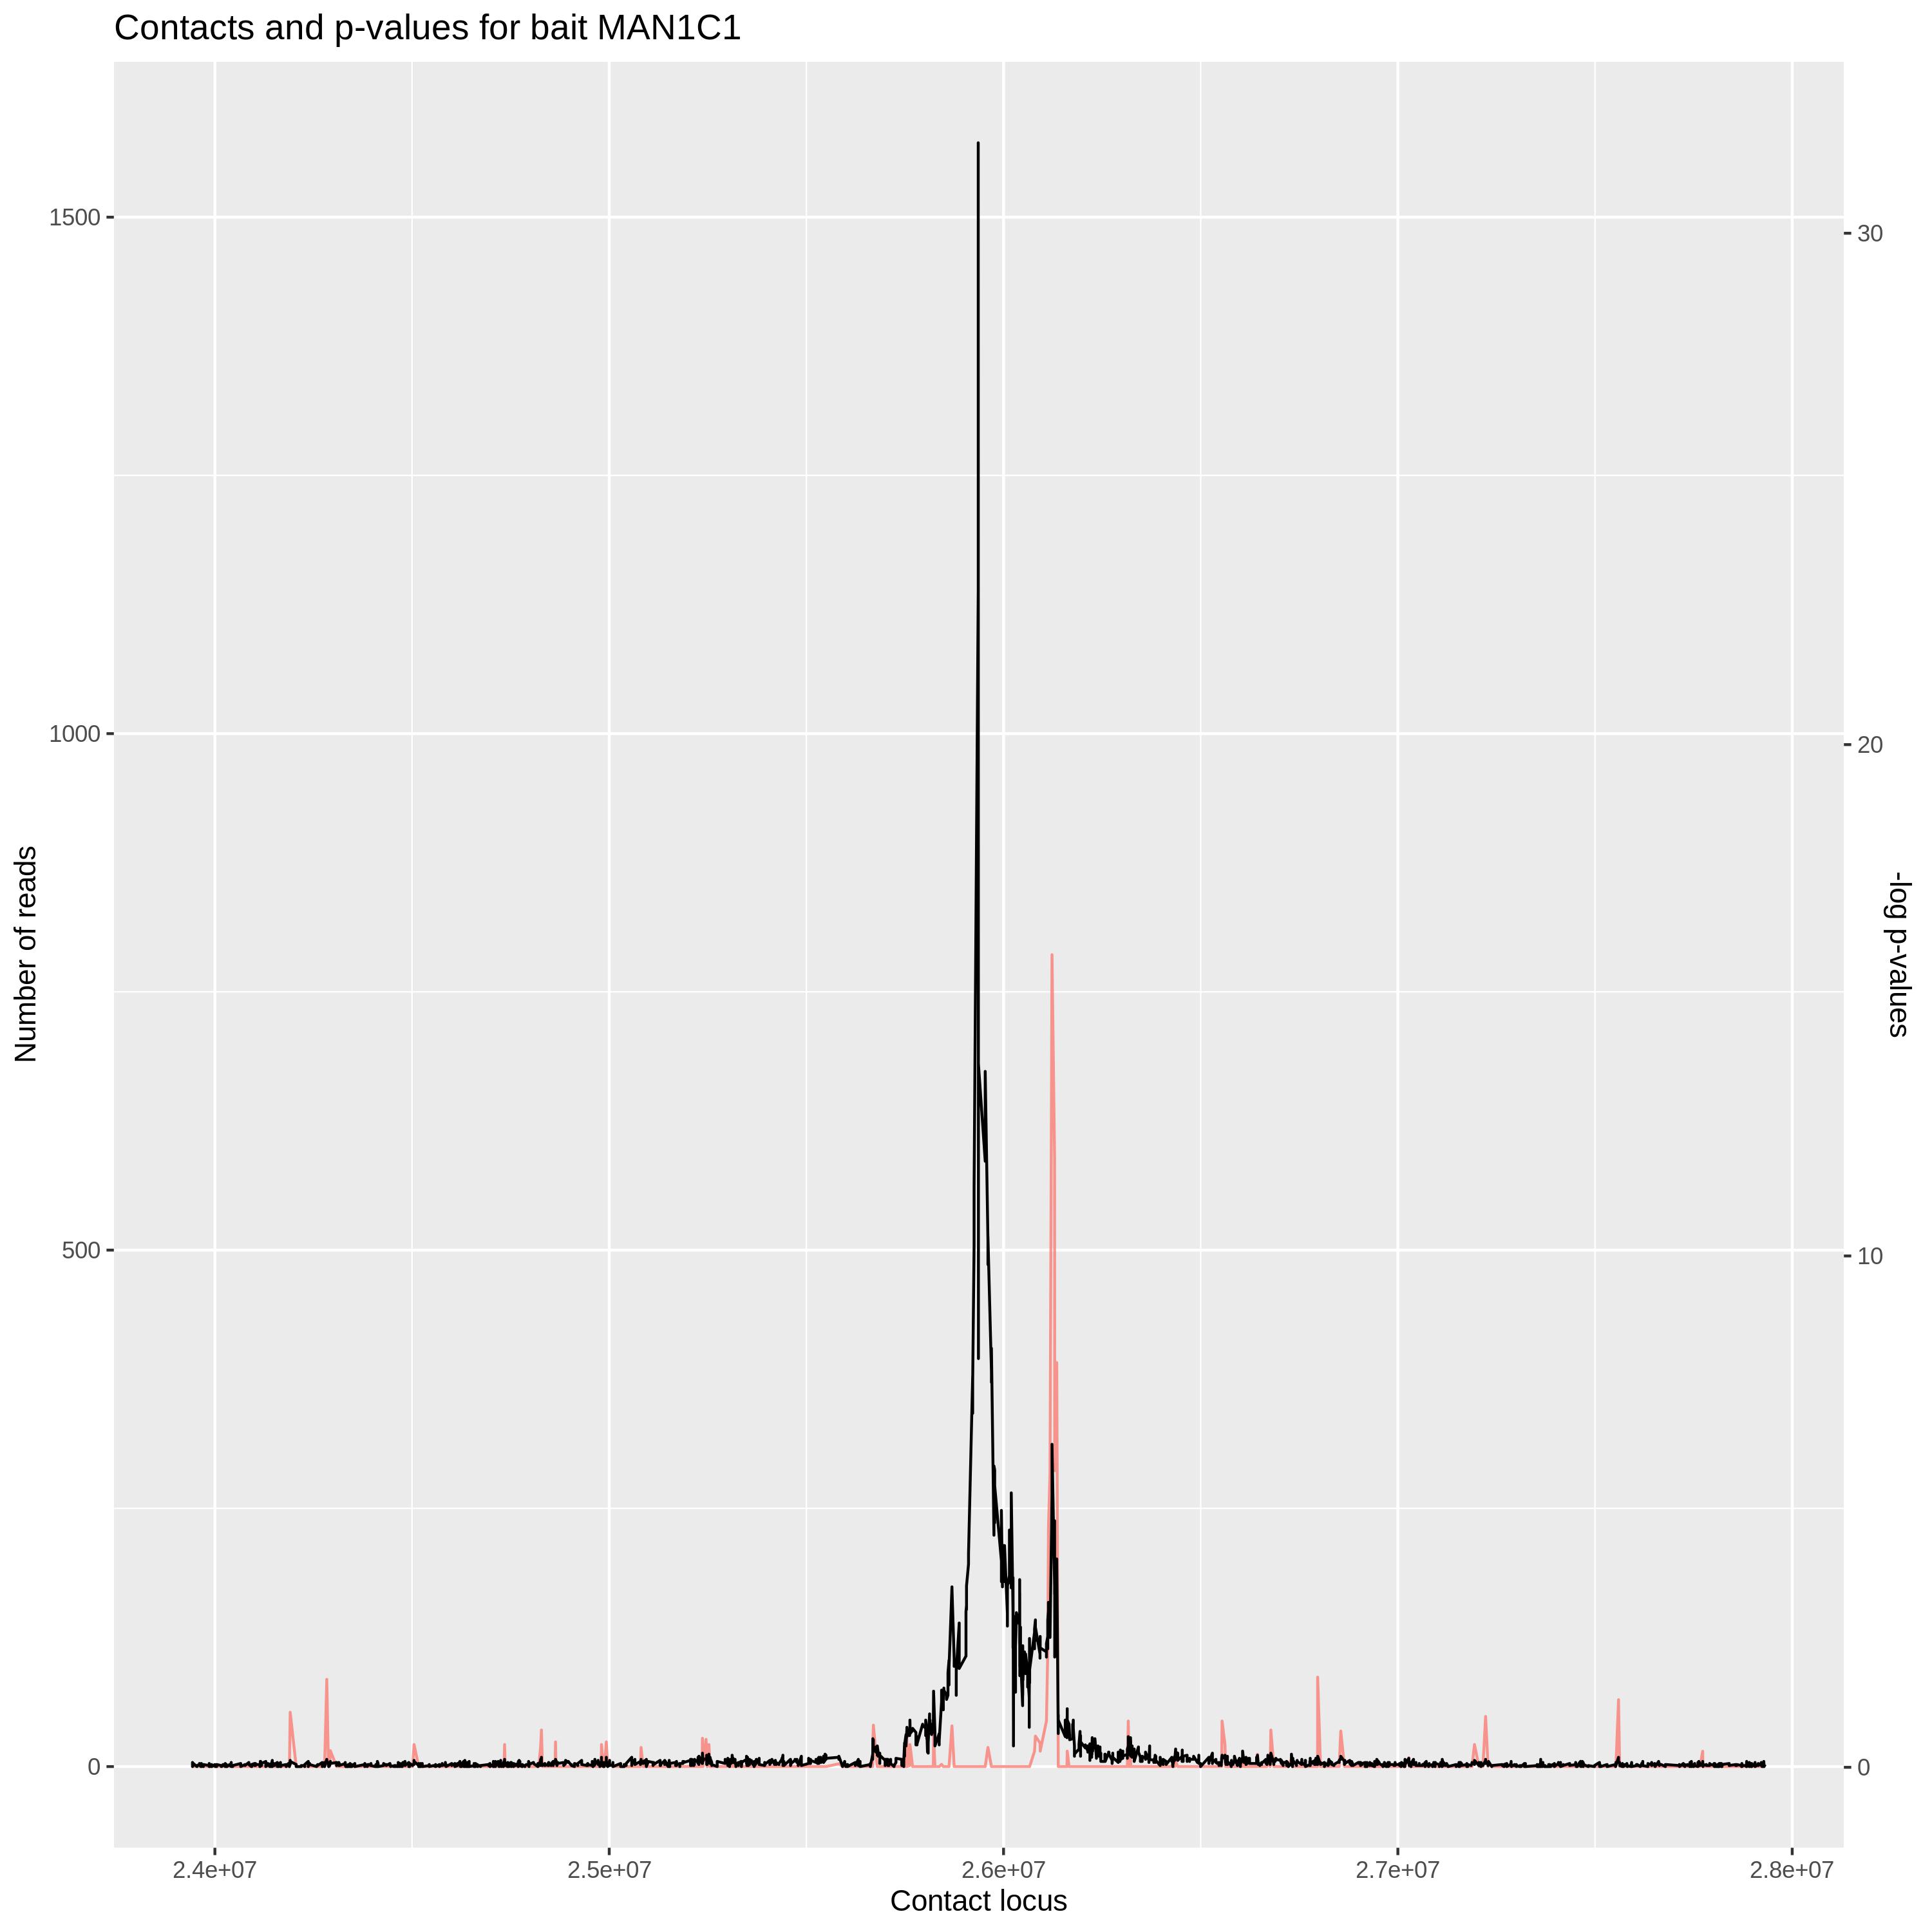 Contacts and p-values for bait MAN1C1
1500
1000
500
0
Number of reads
30
20
10
0
-log p-values
2.4e+07
2.5e+07
2.6e+07
2.7e+07
2.8e+07
Contact locus